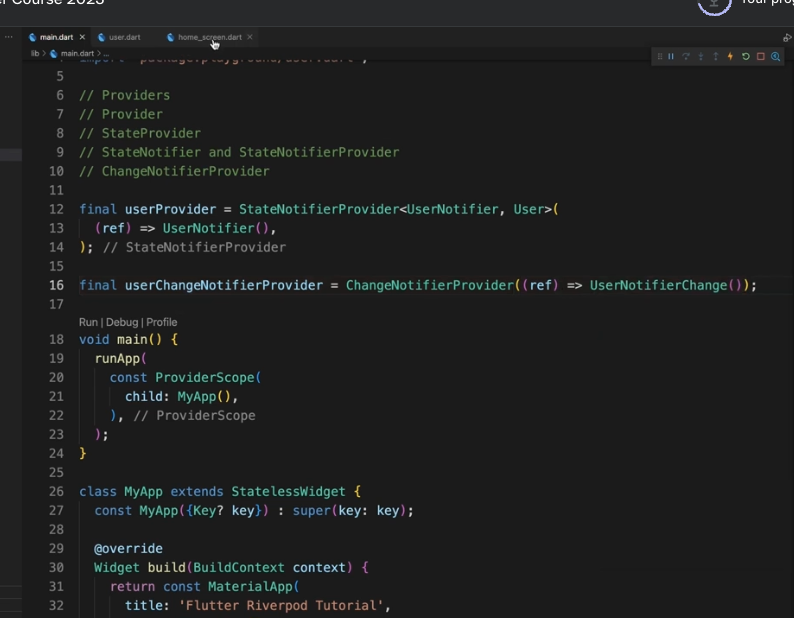 Course 2023
Your prog
main.dart
user.dart
home_screen.dart
lib > main.dart > ...
5
6 // Providers
7 // Provider
8 // StateProvider
9 // StateNotifier and StateNotifierProvider
10 // ChangeNotifierProvider
11
12 final userProvider = StateNotifierProvider<UserNotifier, User>(
13 (ref) => UserNotifier(),
14 ); // StateNotifierProvider
15
16 final userChangeNotifierProvider = ChangeNotifierProvider((ref) => UserNotifierChange());
17
Run | Debug | Profile
18 void main() {
19 runApp(
20 const ProviderScope(
21 child: MyApp(),
22 ), // ProviderScope
23 );
24 }
25
26 class MyApp extends StatelessWidget {
27 const MyApp({Key? key}) : super(key: key);
28
29 @override
30 Widget build(BuildContext context) {
31 return const MaterialApp(
32 title: 'Flutter Riverpod Tutorial',